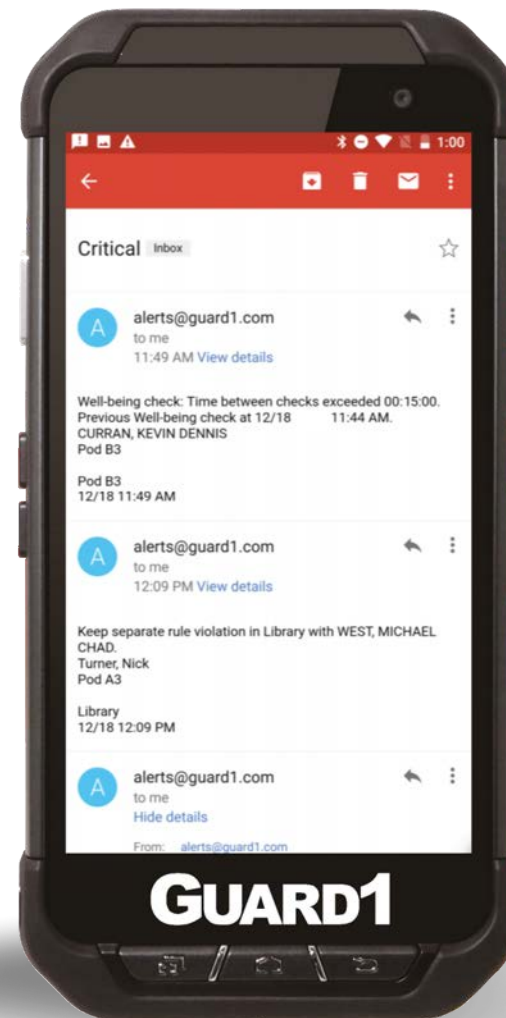 1:00
Critical Inbox
A
alerts@guard1.com
to me
11:49 AM View details
Well-being check: Time between checks exceeded 00:15:00.
Previous Well-being check at 12/18 11:44 AM.
CURRAN, KEVIN DENNIS
Pod B3
Pod B3
12/18 11:49 AM
A
alerts@guard1.com
to me
12:09 PM View details
Keep separate rule violation in Library with WEST, MICHAEL
CHAD.
Turner, Nick
Pod A3
Library
12/18 12:09 PM
A
alerts@guard1.com
to me
Hide details
From: alerts@guard1.com
GUARD1